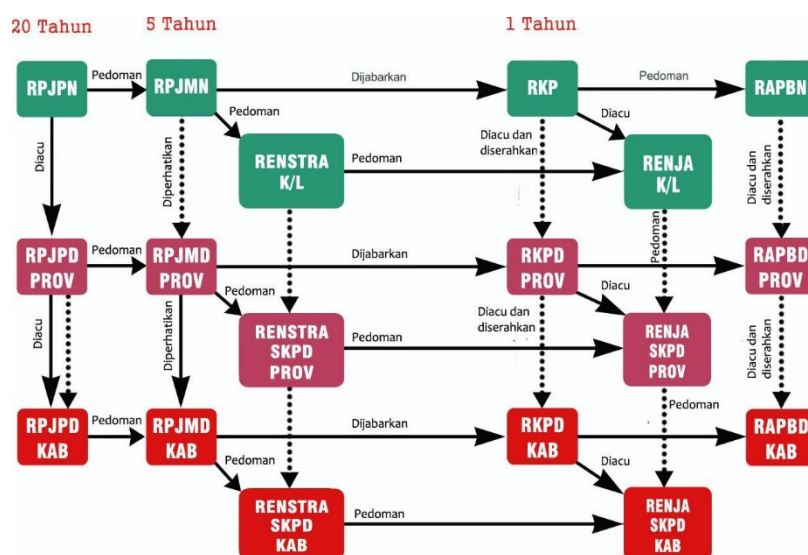 20 Tahun
5 Tahun
1 Tahun
RPJPN
Pedoman
RPJMN
Dijabarkan
RKP
Pedoman
RAPBN
Diacu
Diperhatikan
Pedoman
Diacu dan
diserahkan
Diacu
Diacu dan
diserahkan
RENSTRA
K/L
Pedoman
RENJA
K/L
Pedoman
RPJPD
PROV
Pedoman
RPJMD
PROV
Dijabarkan
RKPD
PROV
RAPBD
PROV
Diacu
Diperhatikan
Pedoman
Diacu dan
diserahkan
Diacu
Diacu dan
diserahkan
RENSTRA
SKPD
PROV
Pedoman
RENJA
SKPD
PROV
Pedoman
RPJPD
KAB
Pedoman
RPJMD
KAB
Dijabarkan
RKPD
KAB
RAPBD
KAB
Pedoman
Diacu
RENSTRA
SKPD
KAB
Pedoman
RENJA
SKPD
KAB